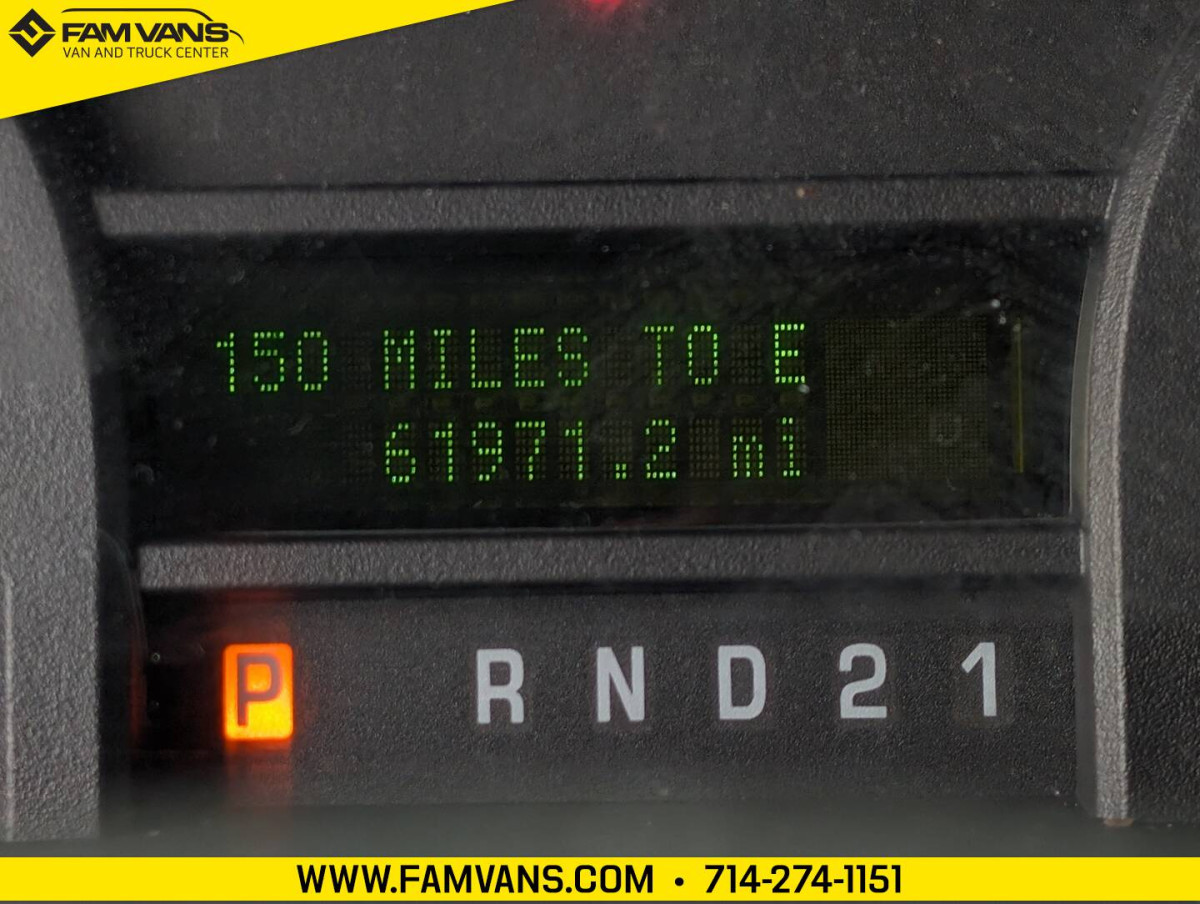 FAM VANS
VAN AND TRUCK CENTER
150 MILES TO E
61971.2 mi
P R N D 2 1
WWW.FAMVANS.COM • 714-274-1151